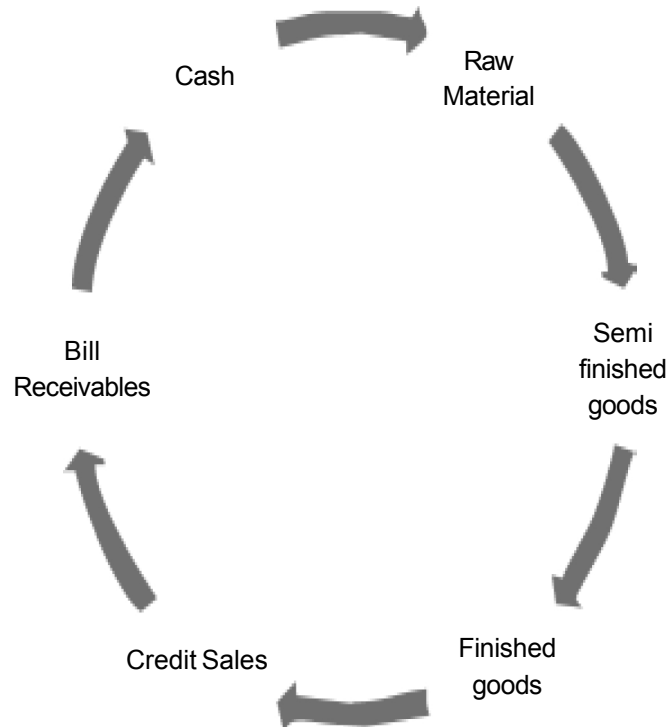 Cash
Raw
Material
Semi
finished
goods
Finished
goods
Credit Sales
Bill
Receivables